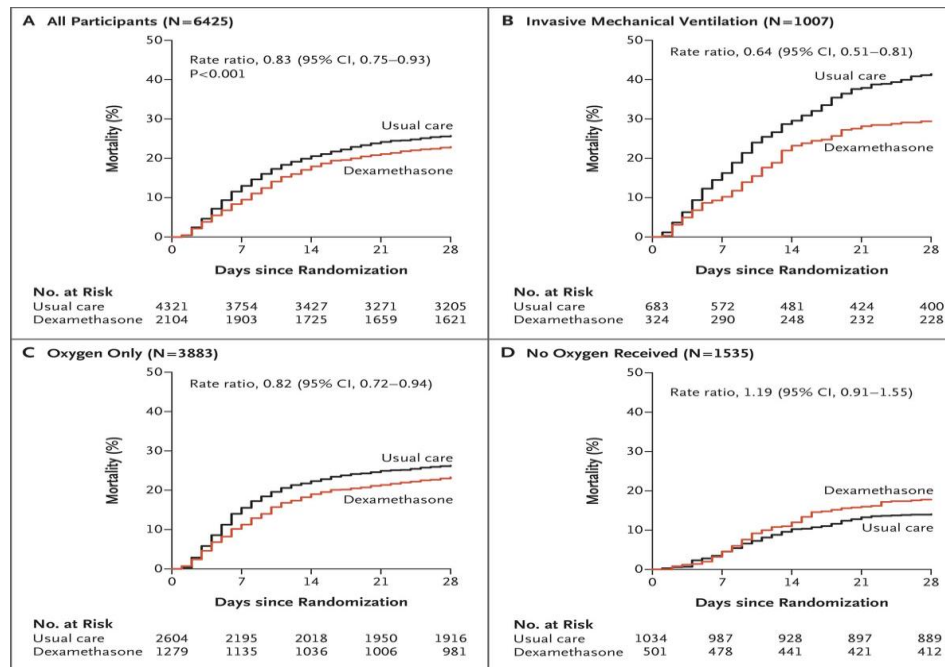 A All Participants (N=6425)
Rate ratio, 0.83 (95% CI, 0.75–0.93)
P<0.001
Mortality (%)
50
40
30
20
10
0
Usual care
Dexamethasone
0 7 14 21 28
Days since Randomization
No. at Risk
Usual care 4321 3754 3427 3271 3205
Dexamethasone 2104 1903 1725 1659 1621
B Invasive Mechanical Ventilation (N=1007)
Rate ratio, 0.64 (95% CI, 0.51–0.81)
Mortality (%)
50
40
30
20
10
0
Usual care
Dexamethasone
0 7 14 21 28
Days since Randomization
No. at Risk
Usual care 683 572 481 424 400
Dexamethasone 324 290 248 232 228
C Oxygen Only (N=3883)
Rate ratio, 0.82 (95% CI, 0.72–0.94)
Mortality (%)
50
40
30
20
10
0
Usual care
Dexamethasone
0 7 14 21 28
Days since Randomization
No. at Risk
Usual care 2604 2195 2018 1950 1916
Dexamethasone 1279 1135 1036 1006 981
D No Oxygen Received (N=1535)
Rate ratio, 1.19 (95% CI, 0.91–1.55)
Mortality (%)
50
40
30
20
10
0
Dexamethasone
Usual care
0 7 14 21 28
Days since Randomization
No. at Risk
Usual care 1034 987 928 897 889
Dexamethasone 501 478 441 421 412